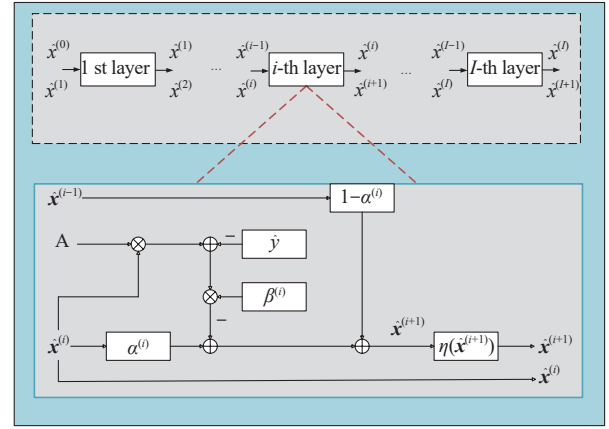 x̂⁽⁰⁾ x̂⁽¹⁾ x̂⁽ⁱ⁻¹⁾ x̂⁽ⁱ⁾ x̂⁽ᴵ⁻¹⁾ x̂⁽ᴵ⁾
1 st layer ... i-th layer ... I-th layer
x̂⁽¹⁾ x̂⁽²⁾ x̂⁽ⁱ⁾ x̂⁽ⁱ⁺¹⁾ x̂⁽ᴵ⁾ x̂⁽ᴵ⁺¹⁾
x̂⁽ⁱ⁻¹⁾ 1−α⁽ⁱ⁾
A − ŷ
β⁽ⁱ⁾
−
x̂⁽ⁱ⁺¹⁾
x̂⁽ⁱ⁾ α⁽ⁱ⁾ η(x̂⁽ⁱ⁺¹⁾) x̂⁽ⁱ⁺¹⁾
x̂⁽ⁱ⁾